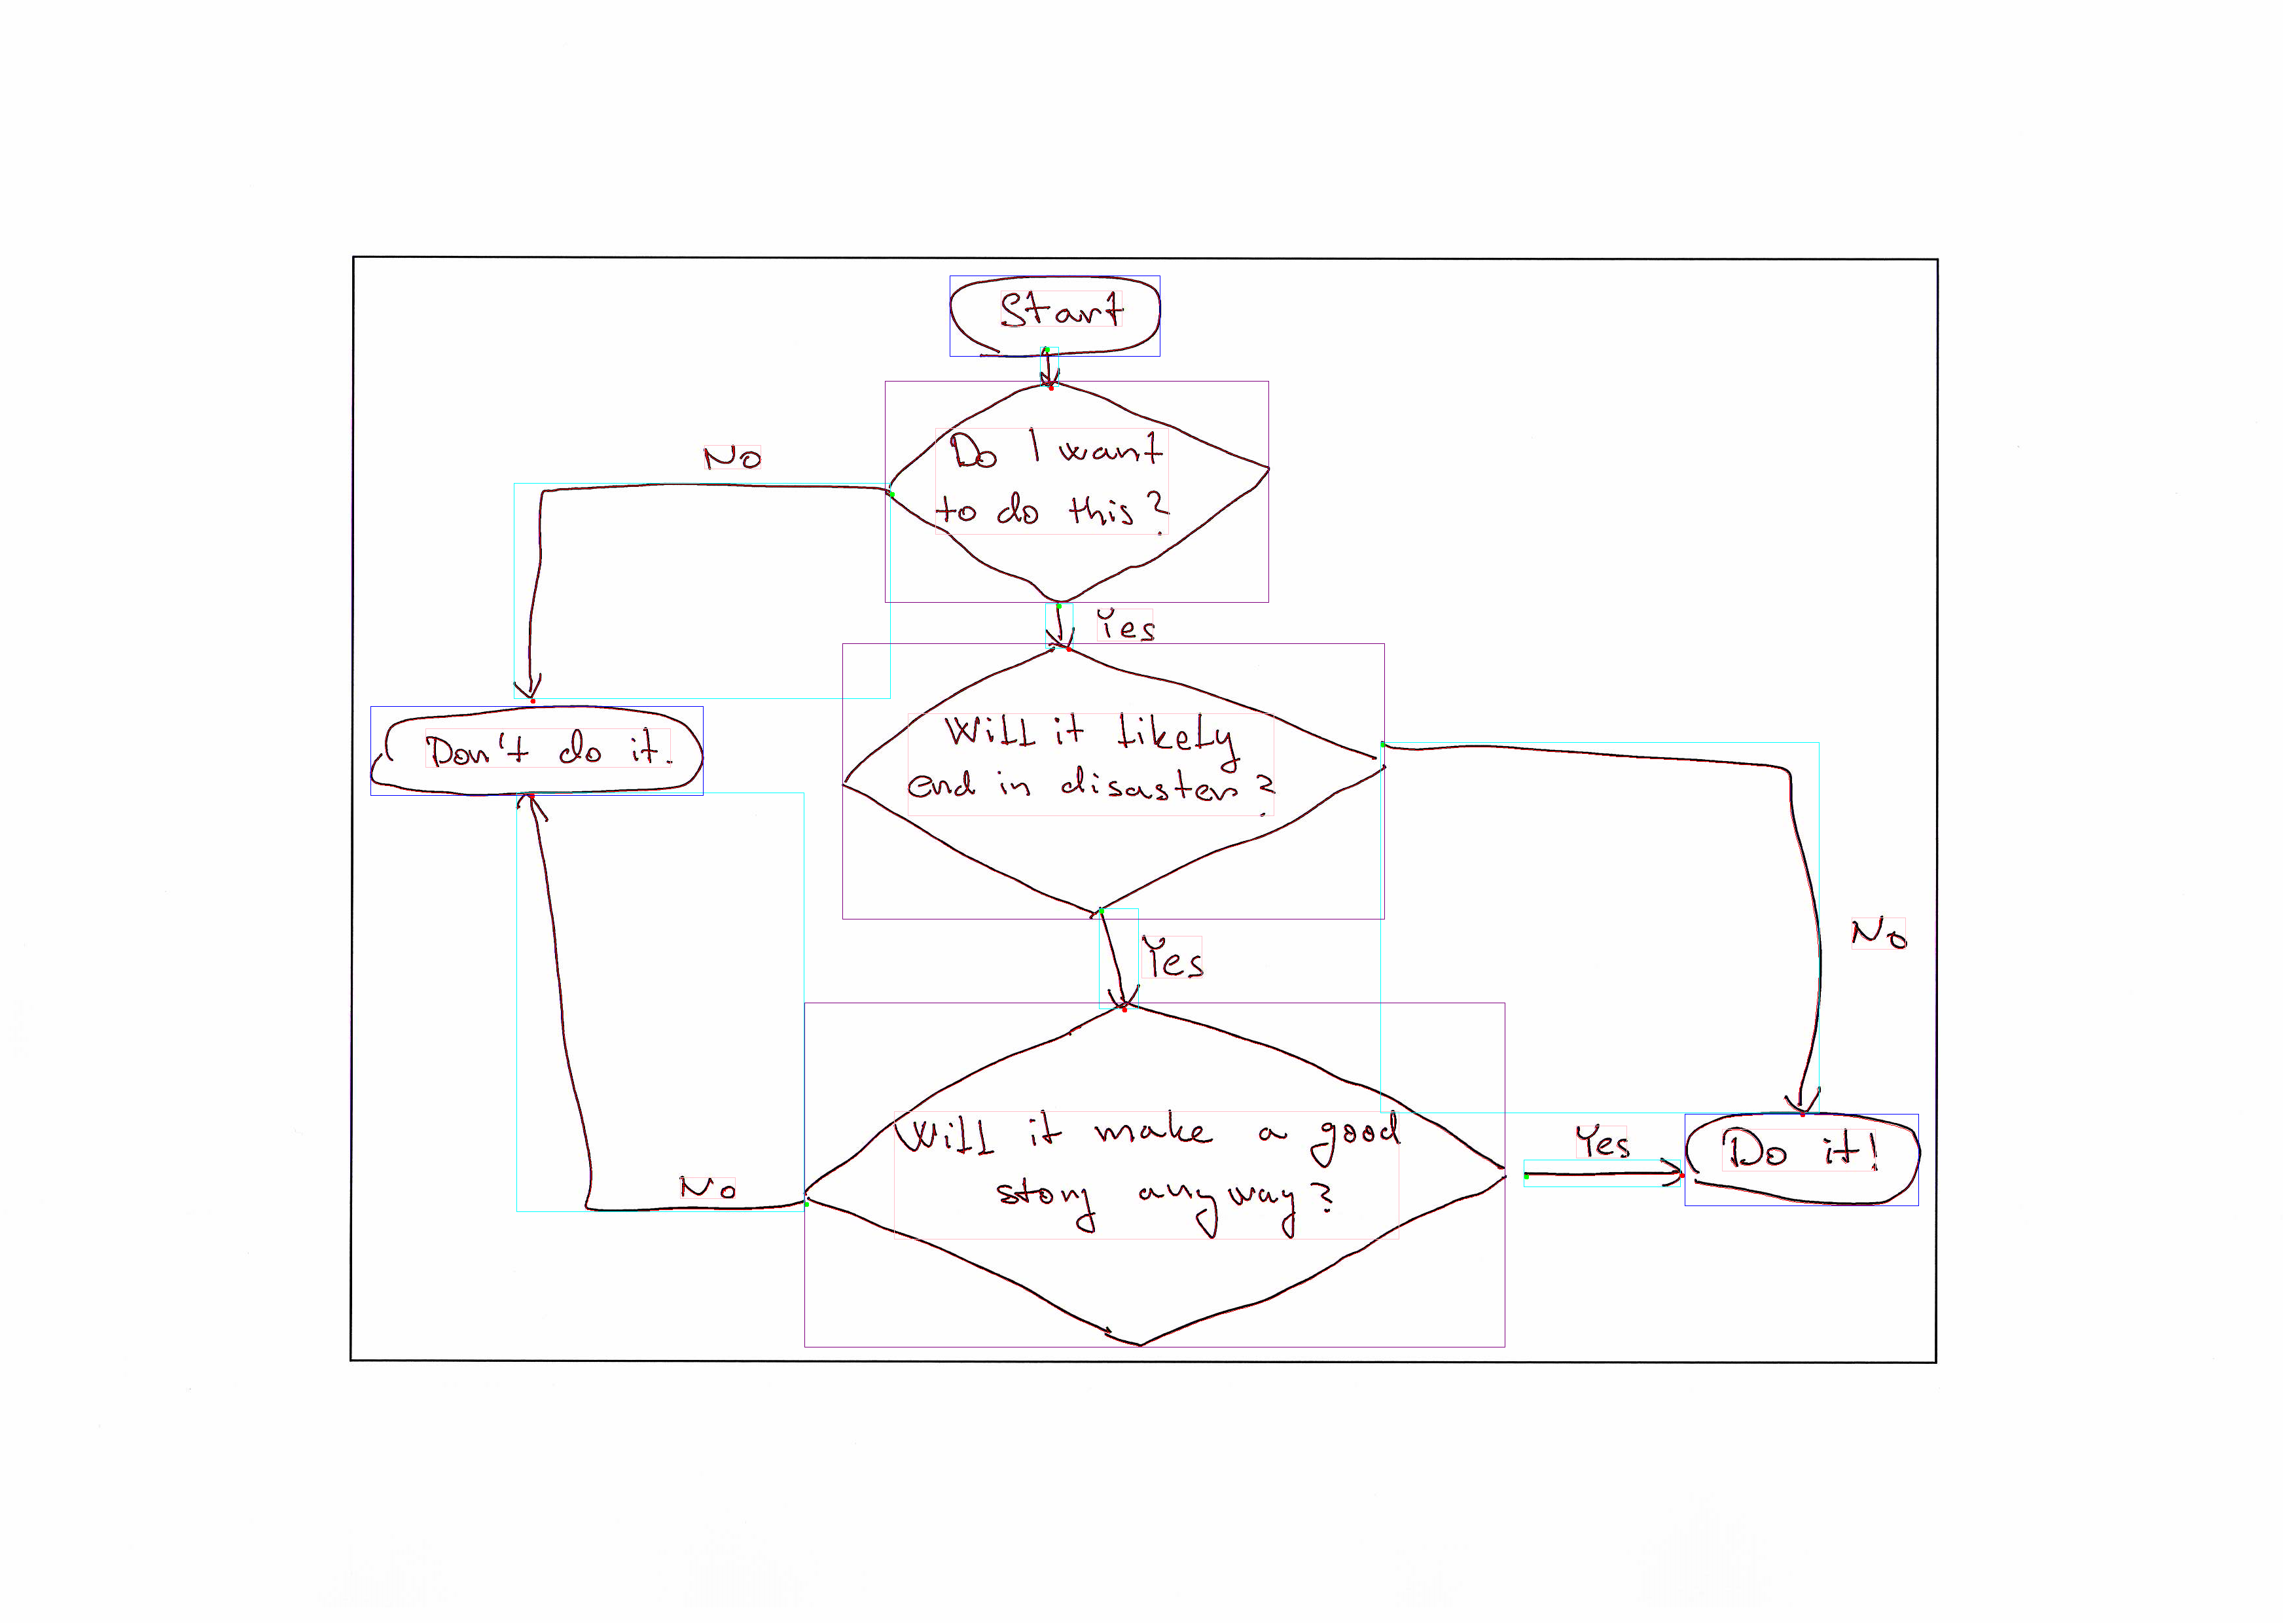 Start
No
Do I want
to do this?
Yes
Don't do it.
Will it likely
end in disaster?
No
Yes
Will it make a good
story anyway?
No
Yes
Do it!